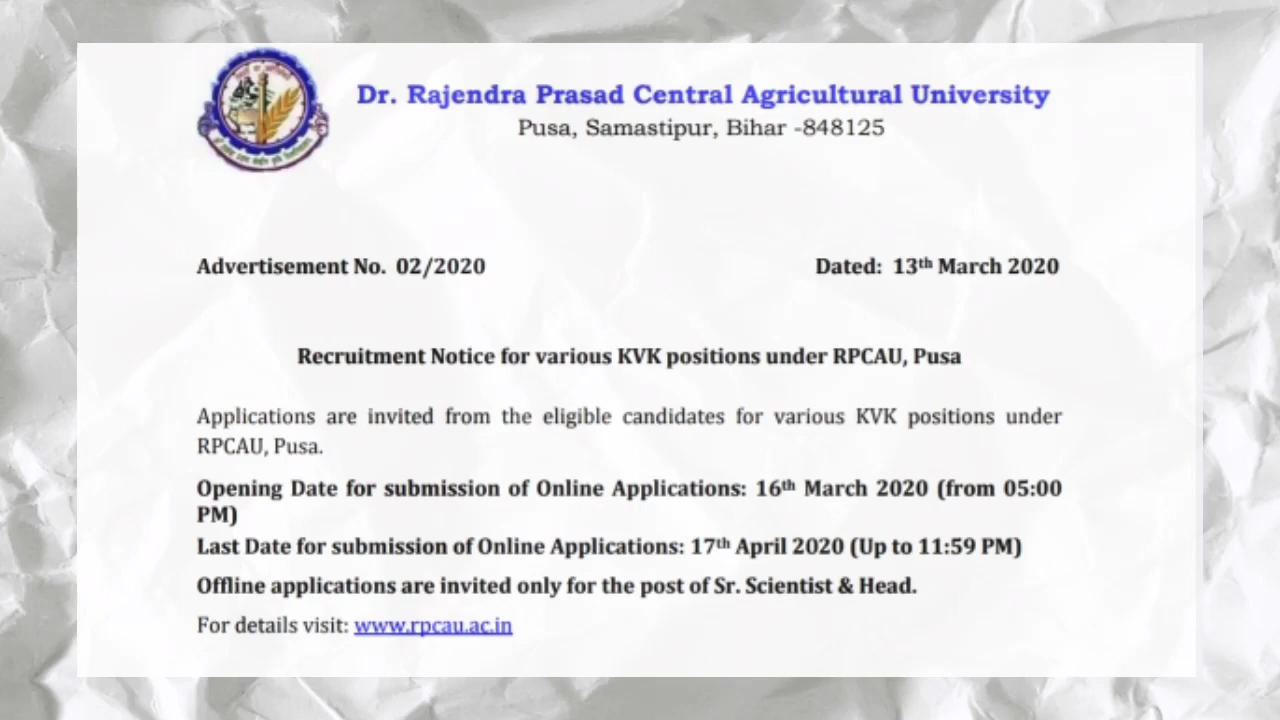 Dr. Rajendra Prasad Central Agricultural University
Pusa, Samastipur, Bihar -848125
Advertisement No. 02/2020 Dated: 13th March 2020
Recruitment Notice for various KVK positions under RPCAU, Pusa
Applications are invited from the eligible candidates for various KVK positions under
RPCAU, Pusa.
Opening Date for submission of Online Applications: 16th March 2020 (from 05:00
PM)
Last Date for submission of Online Applications: 17th April 2020 (Up to 11:59 PM)
Offline applications are invited only for the post of Sr. Scientist & Head.
For details visit: www.rpcau.ac.in